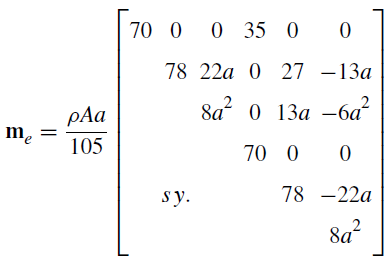 70 0 0 35 0 0
78 22a 0 27 −13a
8a² 0 13a −6a²
mₑ = ρAa / 105
70 0 0
sy. 78 −22a
8a²